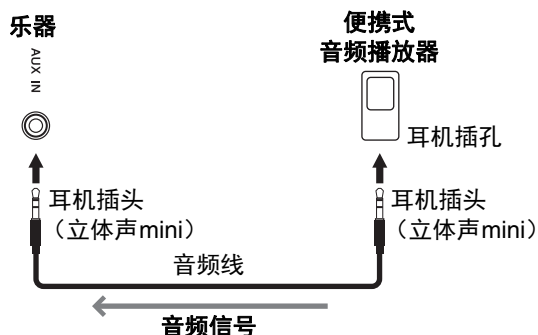 乐器
AUX IN
便携式
音频播放器
耳机插孔
耳机插头
（立体声mini）
耳机插头
（立体声mini）
音频线
音频信号